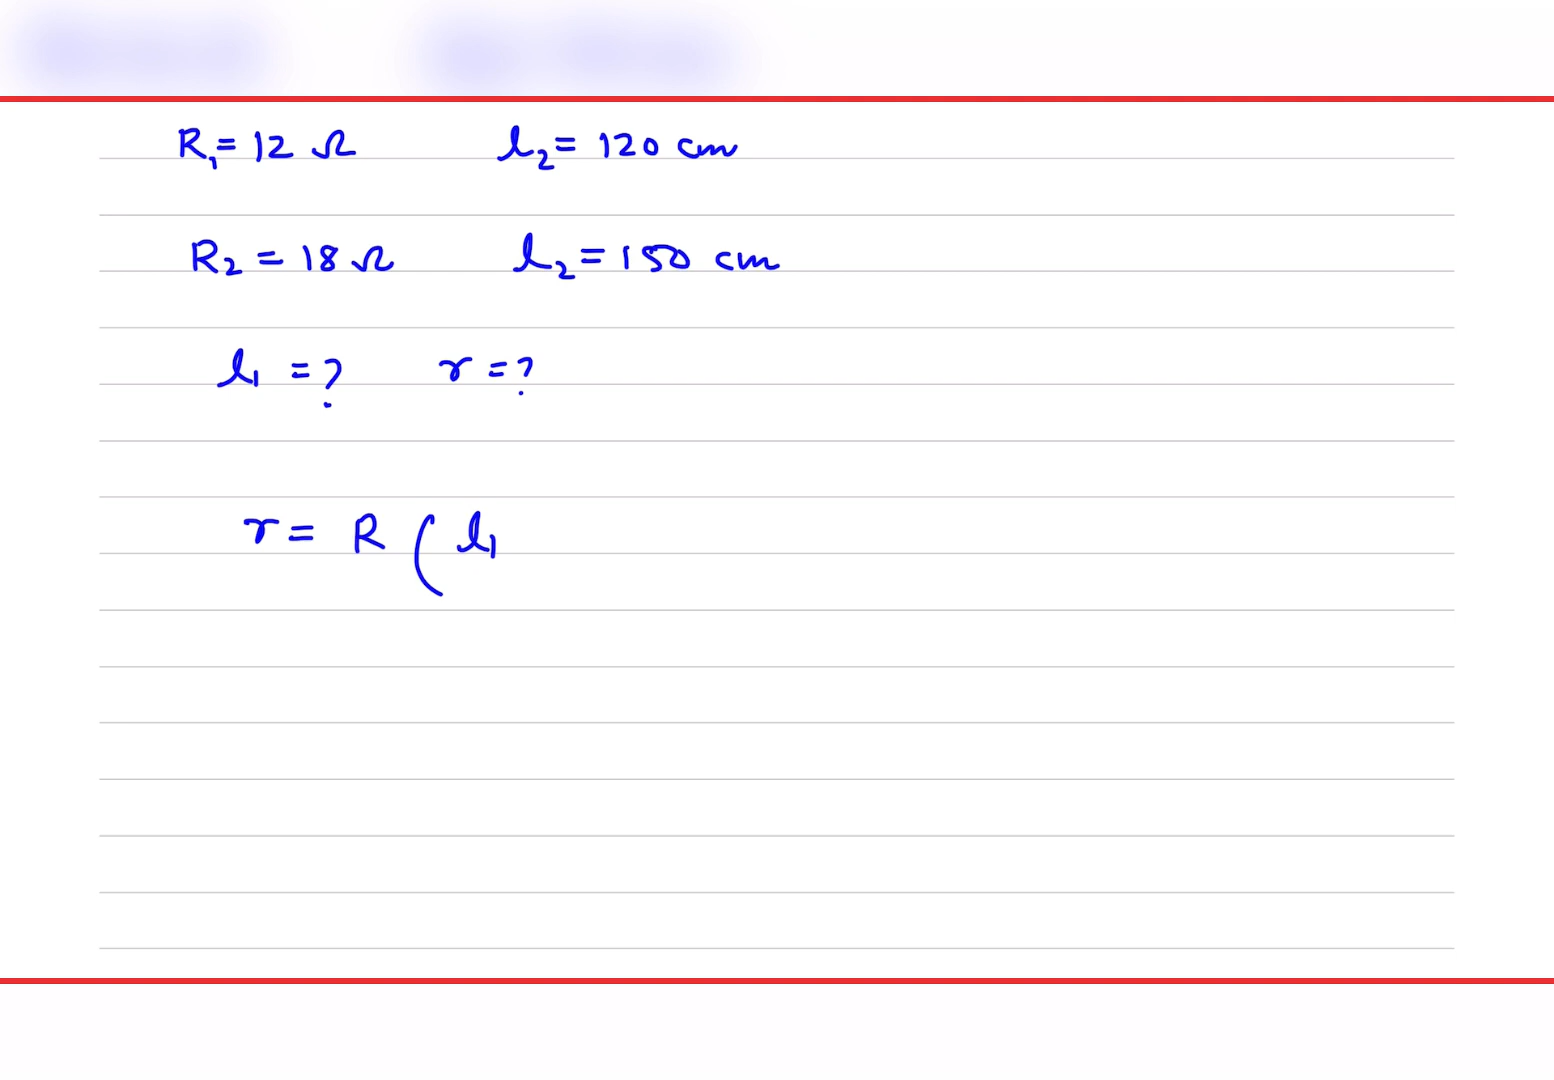 R₁ = 12 Ω l₂ = 120 cm
R₂ = 18 Ω l₂ = 150 cm
l₁ = ? r = ?
r = R ( l₁